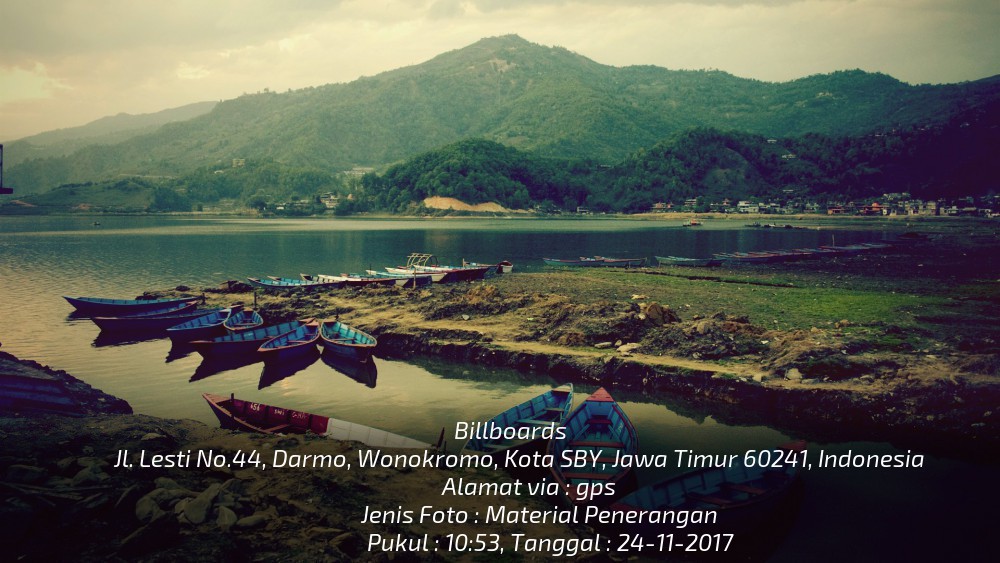 Billboards
Jl. Lesti No.44, Darmo, Wonokromo, Kota SBY, Jawa Timur 60241, Indonesia
Alamat via : gps
Jenis Foto : Material Penerangan
Pukul : 10:53, Tanggal : 24-11-2017